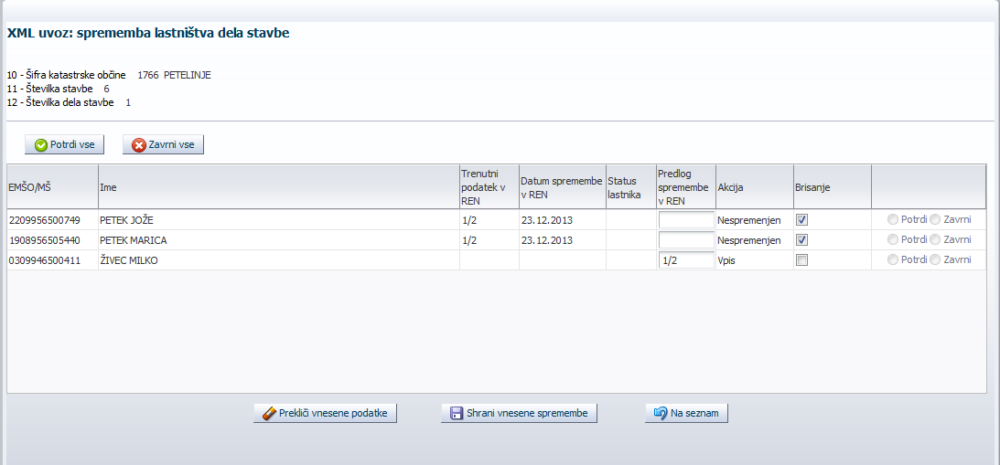 XML uvoz: sprememba lastništva dela stavbe
10 - Šifra katastrske občine 1766 PETELINJE
11 - Številka stavbe 6
12 - Številka dela stavbe 1
Potrdi vse Zavrni vse
EMŠO/MŠ Ime Trenutni podatek v REN Datum spremembe v REN Status lastnika Predlog spremembe v REN Akcija Brisanje
2209956500749 PETEK JOŽE 1/2 23.12.2013 Nespremenjen Potrdi Zavrni
1908956505440 PETEK MARICA 1/2 23.12.2013 Nespremenjen Potrdi Zavrni
0309946500411 ŽIVEC MILKO 1/2 Vpis Potrdi Zavrni
Prekliči vnesene podatke Shrani vnesene spremembe Na seznam